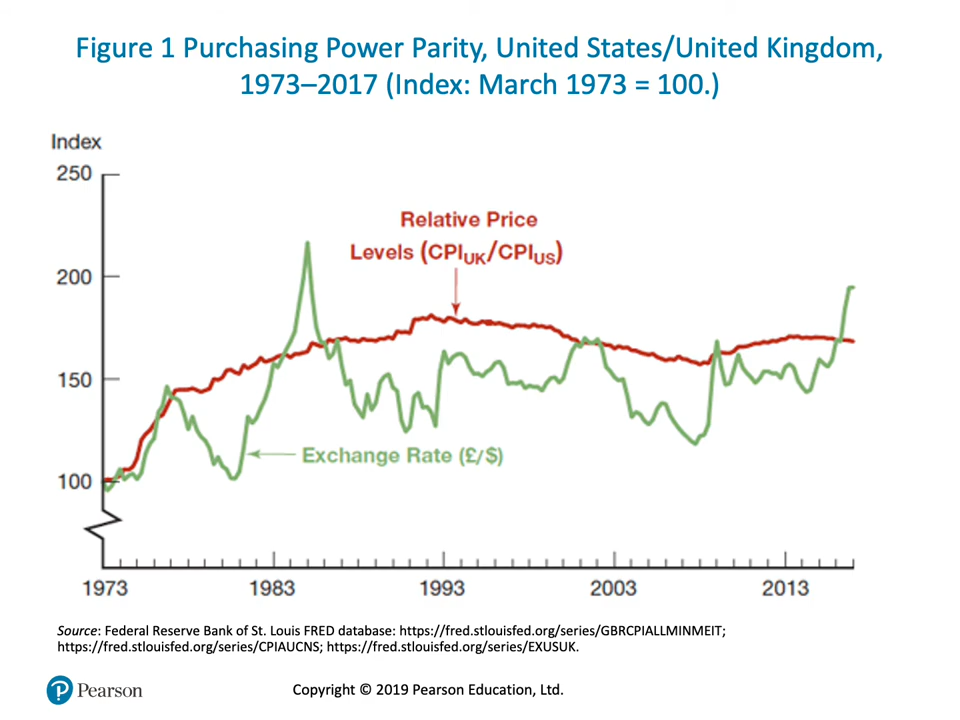 Figure 1 Purchasing Power Parity, United States/United Kingdom,
1973–2017 (Index: March 1973 = 100.)
Index
250
Relative Price
Levels (CPIUK/CPIUS)
200
150
Exchange Rate (£/$)
100
1973 1983 1993 2003 2013
Source: Federal Reserve Bank of St. Louis FRED database: https://fred.stlouisfed.org/series/GBRCPIALLMINMEIT;
https://fred.stlouisfed.org/series/CPIAUCNS; https://fred.stlouisfed.org/series/EXUSUK.
P Pearson
Copyright © 2019 Pearson Education, Ltd.